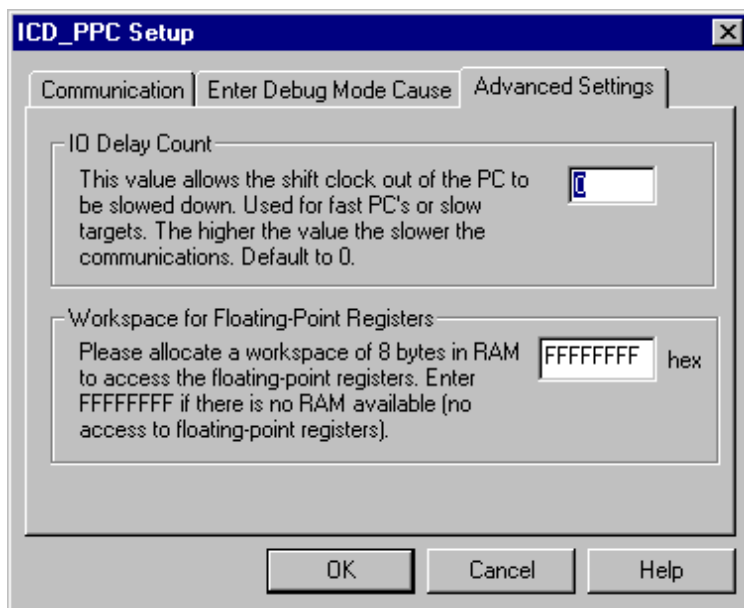 ICD_PPC Setup
Communication
Enter Debug Mode Cause
Advanced Settings
IO Delay Count
This value allows the shift clock out of the PC to
be slowed down. Used for fast PC's or slow
targets. The higher the value the slower the
communications. Default to 0.
0
Workspace for Floating-Point Registers
Please allocate a workspace of 8 bytes in RAM
to access the floating-point registers. Enter
FFFFFFFF if there is no RAM available (no
access to floating-point registers).
FFFFFFFF hex
OK
Cancel
Help